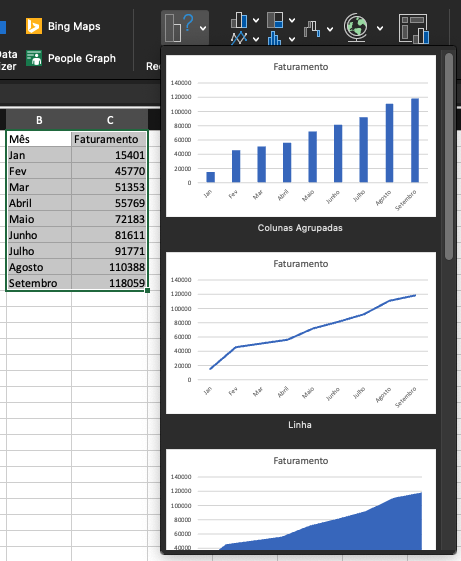 Bing Maps
ata
zer
People Graph
Rec
B
C
Mês
Faturamento
Jan
15401
Fev
45770
Mar
51353
Abril
55769
Maio
72183
Junho
81611
Julho
91771
Agosto
110388
Setembro
118059
Faturamento
140000
120000
100000
80000
60000
40000
20000
0
Jan
Fev
Mar
Abril
Maio
Junho
Julho
Agosto
Setembro
Colunas Agrupadas
Faturamento
140000
120000
100000
80000
60000
40000
20000
0
Jan
Fev
Mar
Abril
Maio
Junho
Julho
Agosto
Setembro
Linha
Faturamento
140000
120000
100000
80000
60000
40000